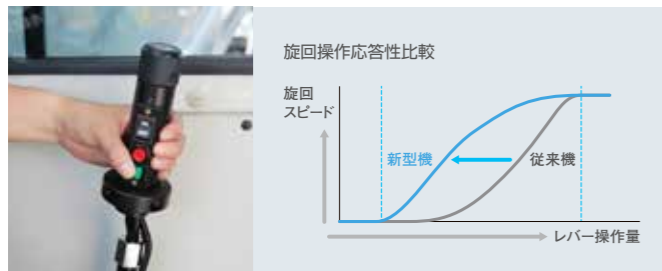 旋回操作応答性比較
旋回
スピード
新型機
従来機
レバー操作量